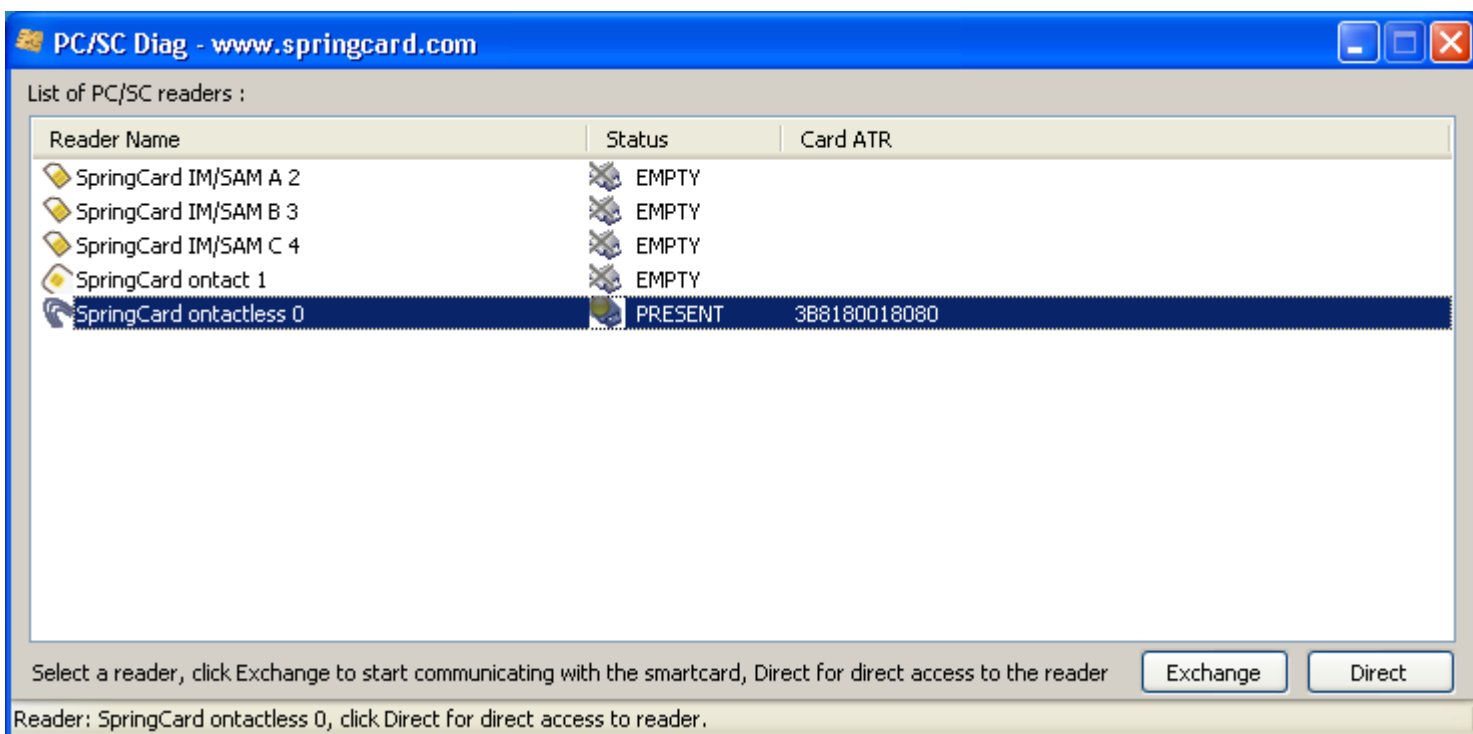 PC/SC Diag - www.springcard.com
List of PC/SC readers :
Reader Name Status Card ATR
SpringCard IM/SAM A 2 EMPTY
SpringCard IM/SAM B 3 EMPTY
SpringCard IM/SAM C 4 EMPTY
SpringCard ontact 1 EMPTY
SpringCard ontactless 0 PRESENT 3B8180018080
Select a reader, click Exchange to start communicating with the smartcard, Direct for direct access to the reader Exchange Direct
Reader: SpringCard ontactless 0, click Direct for direct access to reader.